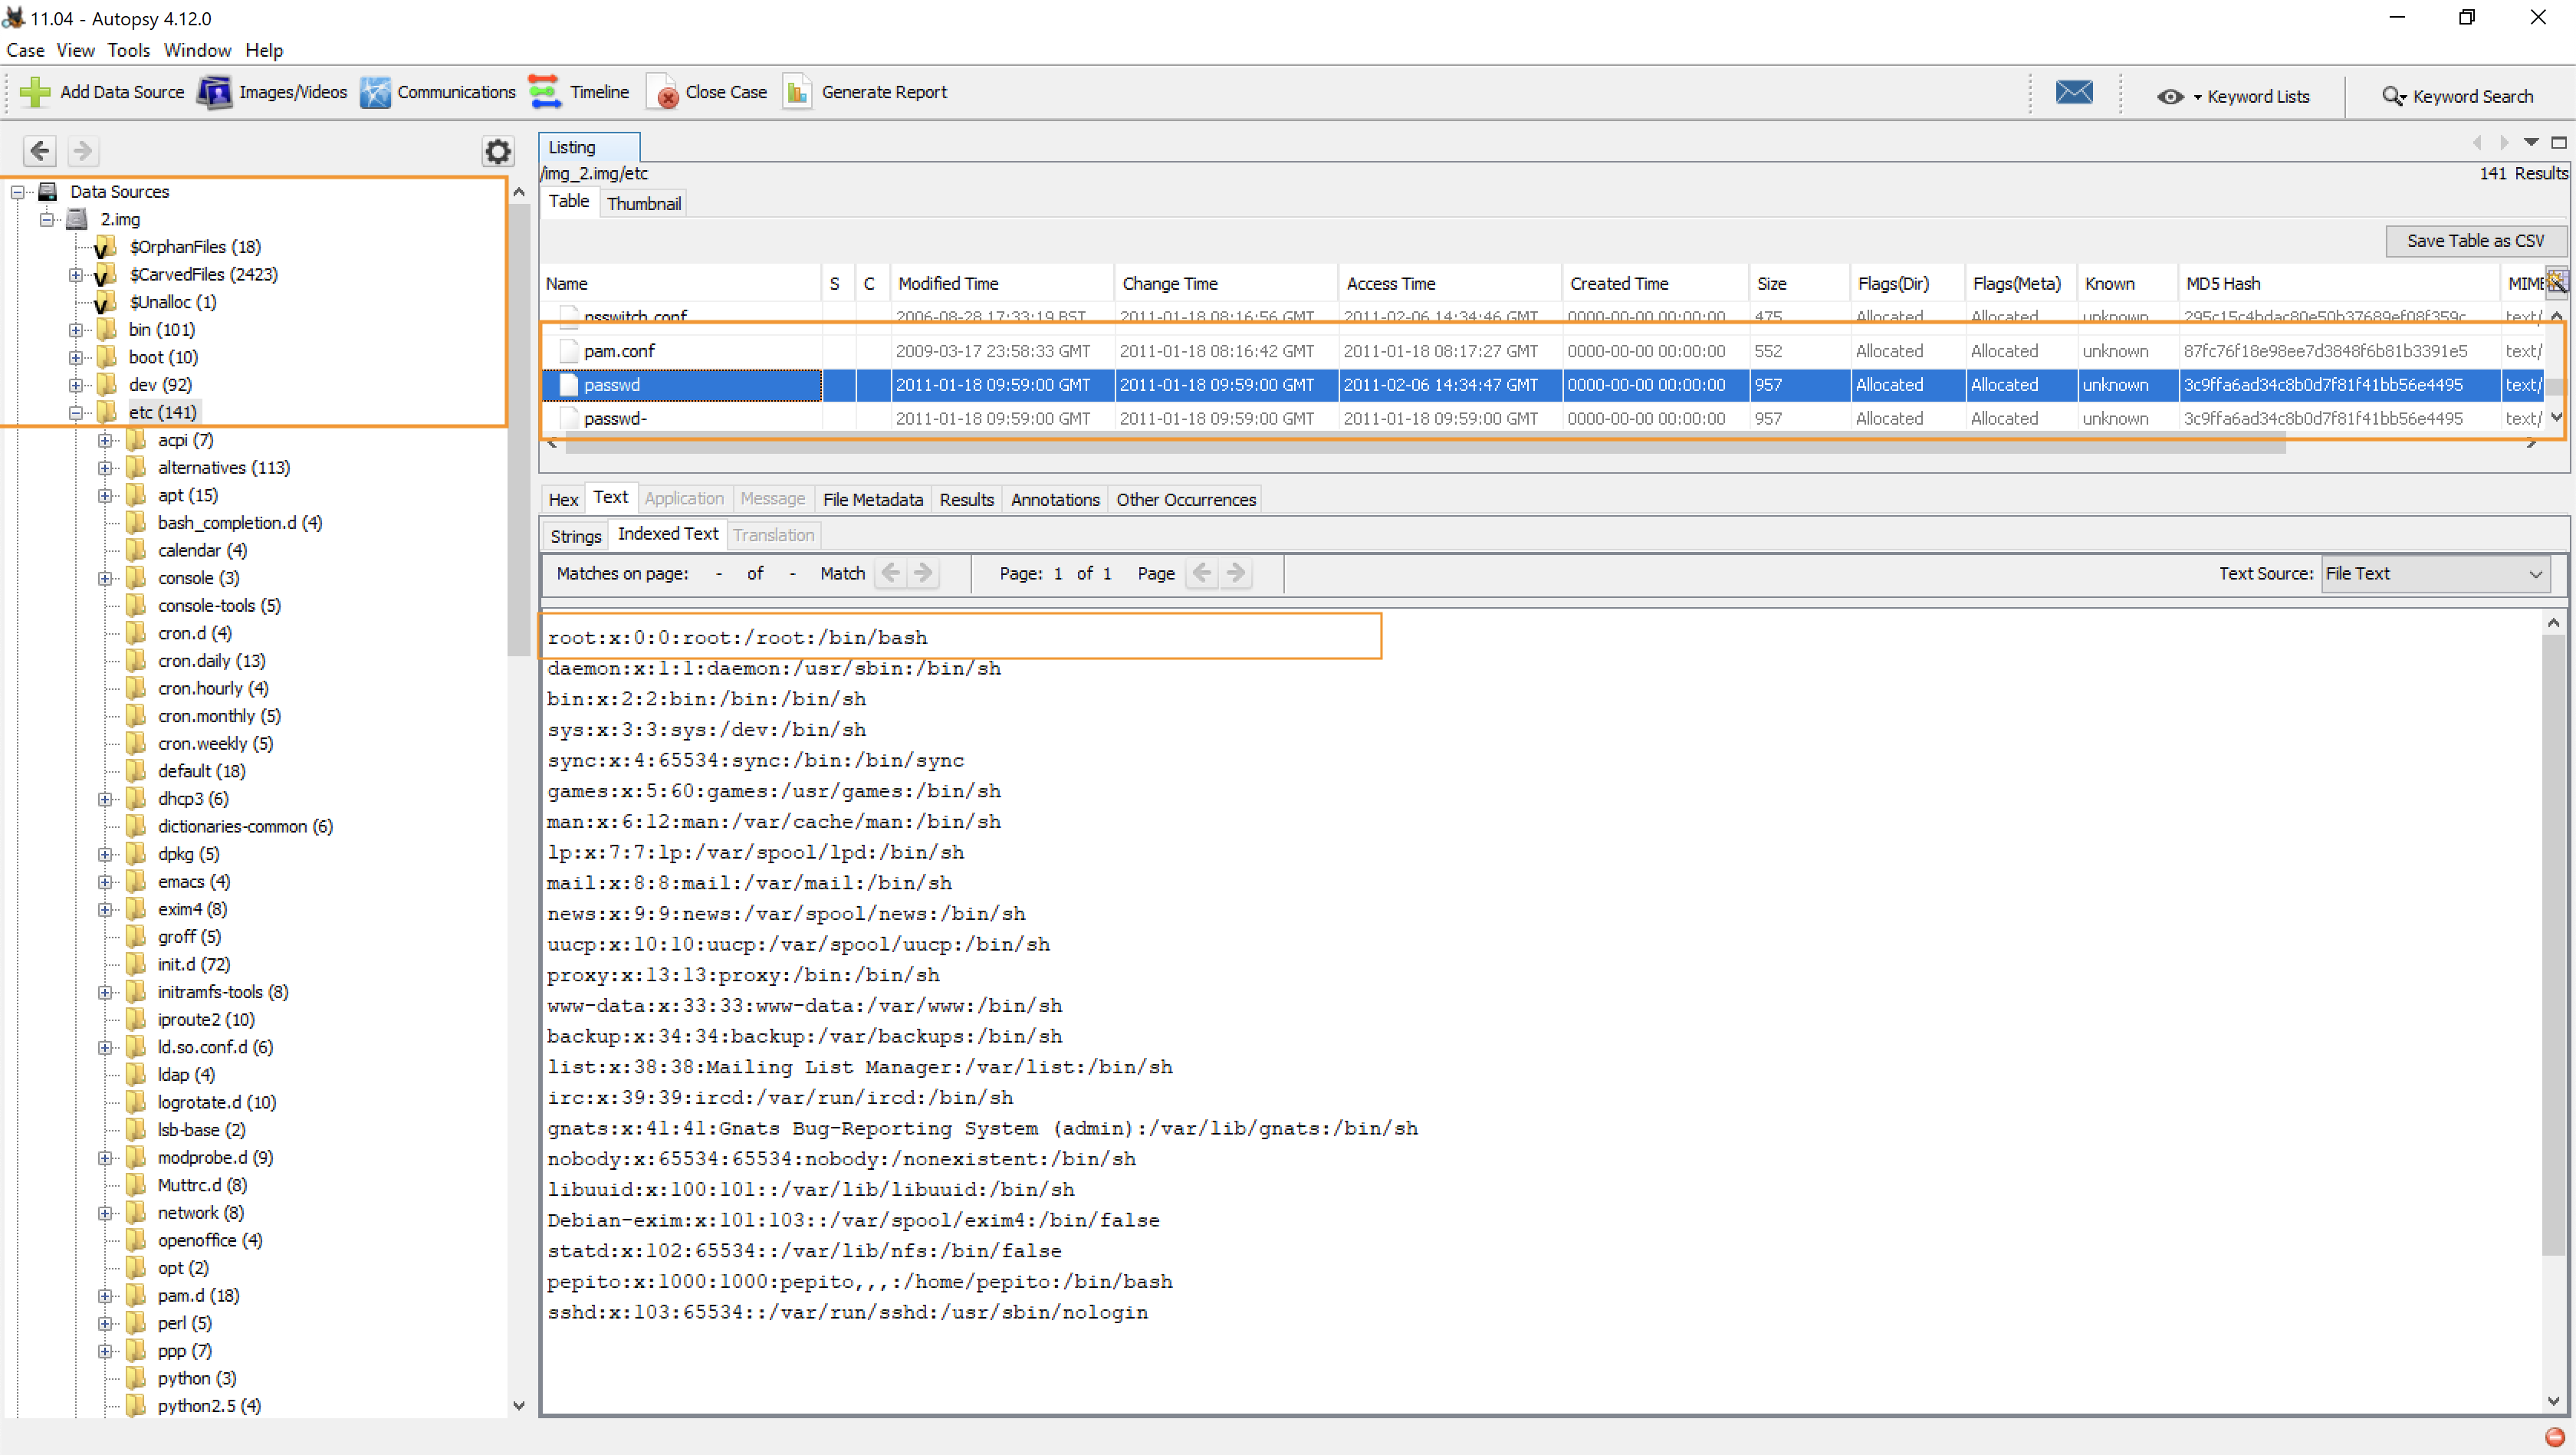 11.04 - Autopsy 4.12.0
Case View Tools Window Help
Add Data Source Images/Videos Communications Timeline Close Case Generate Report Keyword Lists Keyword Search
Data Sources
2.img
$OrphanFiles (18)
$CarvedFiles (2423)
$Unalloc (1)
bin (101)
boot (10)
dev (92)
etc (141)
acpi (7)
alternatives (113)
apt (15)
bash_completion.d (4)
calendar (4)
console (3)
console-tools (5)
cron.d (4)
cron.daily (13)
cron.hourly (4)
cron.monthly (5)
cron.weekly (5)
default (18)
dhcp3 (6)
dictionaries-common (6)
dpkg (5)
emacs (4)
exim4 (8)
groff (5)
init.d (72)
initramfs-tools (8)
iproute2 (10)
ld.so.conf.d (6)
ldap (4)
logrotate.d (10)
lsb-base (2)
modprobe.d (9)
Muttrc.d (8)
network (8)
openoffice (4)
opt (2)
pam.d (18)
perl (5)
ppp (7)
python (3)
python2.5 (4)
Listing
/img_2.img/etc
141 Results
Table Thumbnail
Save Table as CSV
Name S C Modified Time Change Time Access Time Created Time Size Flags(Dir) Flags(Meta) Known MD5 Hash MIME
nsswitch.conf 2006-08-28 17:33:19 BST 2011-01-18 08:16:56 GMT 2011-02-06 14:34:46 GMT 0000-00-00 00:00:00 475 Allocated Allocated unknown 295c15c4bdac80e50b37689ef08f359c text/
pam.conf 2009-03-17 23:58:33 GMT 2011-01-18 08:16:42 GMT 2011-01-18 08:17:27 GMT 0000-00-00 00:00:00 552 Allocated Allocated unknown 87fc76f18e98ee7d3848f6b81b3391e5 text/
passwd 2011-01-18 09:59:00 GMT 2011-01-18 09:59:00 GMT 2011-02-06 14:34:47 GMT 0000-00-00 00:00:00 957 Allocated Allocated unknown 3c9ffa6ad34c8b0d7f81f41bb56e4495 text/
passwd- 2011-01-18 09:59:00 GMT 2011-01-18 09:59:00 GMT 2011-01-18 09:59:00 GMT 0000-00-00 00:00:00 957 Allocated Allocated unknown 3c9ffa6ad34c8b0d7f81f41bb56e4495 text/
Hex Text Application Message File Metadata Results Annotations Other Occurrences
Strings Indexed Text Translation
Matches on page: - of - Match Page: 1 of 1 Page Text Source: File Text
root:x:0:0:root:/root:/bin/bash
daemon:x:1:1:daemon:/usr/sbin:/bin/sh
bin:x:2:2:bin:/bin:/bin/sh
sys:x:3:3:sys:/dev:/bin/sh
sync:x:4:65534:sync:/bin:/bin/sync
games:x:5:60:games:/usr/games:/bin/sh
man:x:6:12:man:/var/cache/man:/bin/sh
lp:x:7:7:lp:/var/spool/lpd:/bin/sh
mail:x:8:8:mail:/var/mail:/bin/sh
news:x:9:9:news:/var/spool/news:/bin/sh
uucp:x:10:10:uucp:/var/spool/uucp:/bin/sh
proxy:x:13:13:proxy:/bin:/bin/sh
www-data:x:33:33:www-data:/var/www:/bin/sh
backup:x:34:34:backup:/var/backups:/bin/sh
list:x:38:38:Mailing List Manager:/var/list:/bin/sh
irc:x:39:39:ircd:/var/run/ircd:/bin/sh
gnats:x:41:41:Gnats Bug-Reporting System (admin):/var/lib/gnats:/bin/sh
nobody:x:65534:65534:nobody:/nonexistent:/bin/sh
libuuid:x:100:101::/var/lib/libuuid:/bin/sh
Debian-exim:x:101:103::/var/spool/exim4:/bin/false
statd:x:102:65534::/var/lib/nfs:/bin/false
pepito:x:1000:1000:pepito,,,:/home/pepito:/bin/bash
sshd:x:103:65534::/var/run/sshd:/usr/sbin/nologin